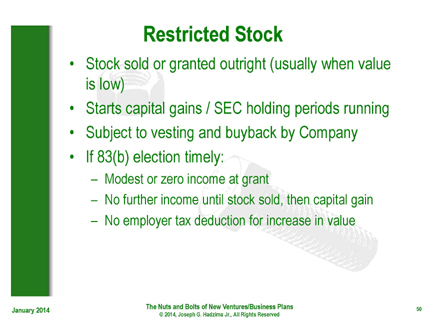 Restricted Stock
• Stock sold or granted outright (usually when value
is low)
• Starts capital gains / SEC holding periods running
• Subject to vesting and buyback by Company
• If 83(b) election timely:
– Modest or zero income at grant
– No further income until stock sold, then capital gain
– No employer tax deduction for increase in value
January 2014
The Nuts and Bolts of New Ventures/Business Plans
© 2014, Joseph G. Hadzima Jr., All Rights Reserved
50